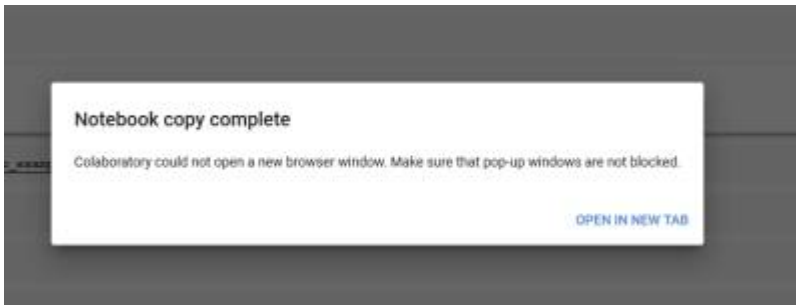 Notebook copy complete
Colaboratory could not open a new browser window. Make sure that pop-up windows are not blocked.
OPEN IN NEW TAB